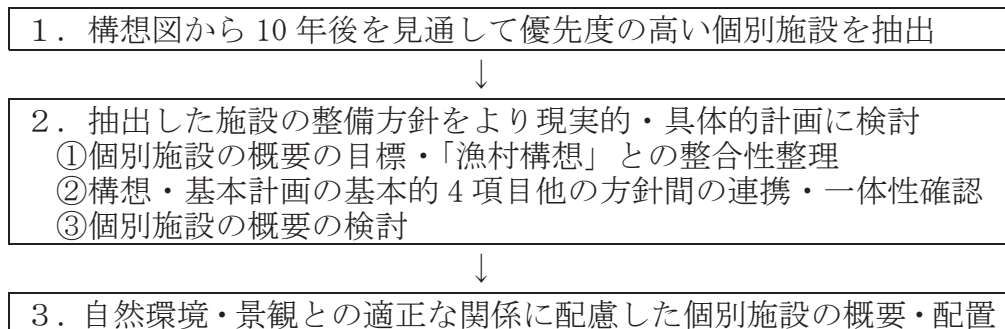 １．構想図から 10 年後を見通して優先度の高い個別施設を抽出
↓
２．抽出した施設の整備方針をより現実的・具体的計画に検討
①個別施設の概要の目標・「漁村構想」との整合性整理
②構想・基本計画の基本的 4 項目他の方針間の連携・一体性確認
③個別施設の概要の検討
↓
３．自然環境・景観との適正な関係に配慮した個別施設の概要・配置